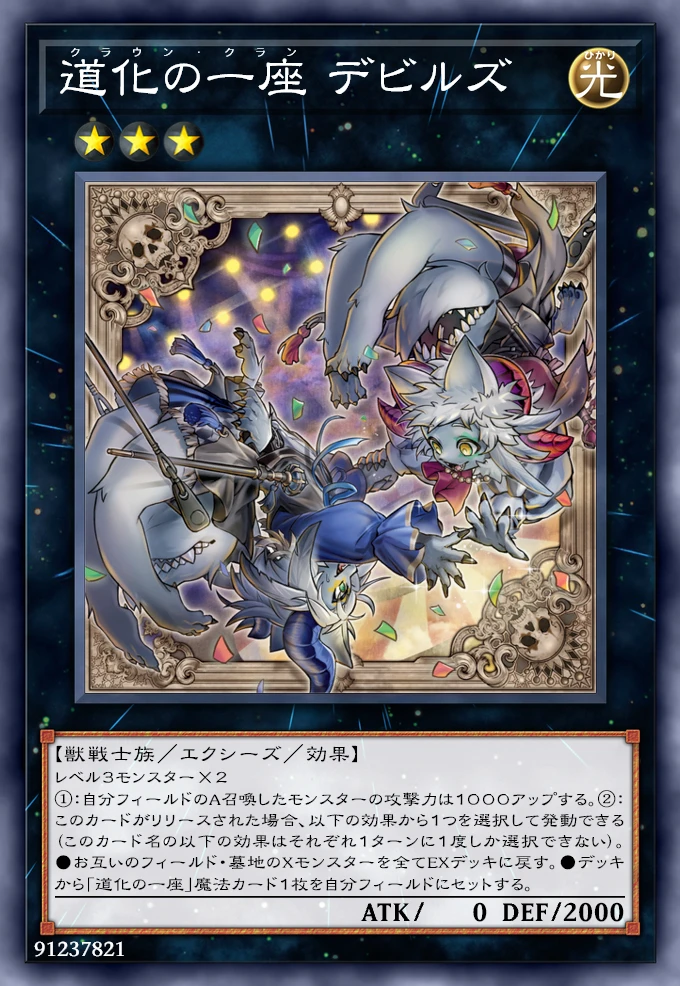 クラウン・クラン
道化の一座 デビルズ
ひかり
光
【獣戦士族／エクシーズ／効果】
レベル3モンスター×2
①：自分フィールドのA召喚したモンスターの攻撃力は1000アップする。②：
このカードがリリースされた場合、以下の効果から1つを選択して発動できる
(このカード名の以下の効果はそれぞれ1ターンに1度しか選択できない)。
●お互いのフィールド・墓地のXモンスターを全てEXデッキに戻す。●デッキ
から「道化の一座」魔法カード1枚を自分フィールドにセットする。
ATK/ 0 DEF/2000
91237821